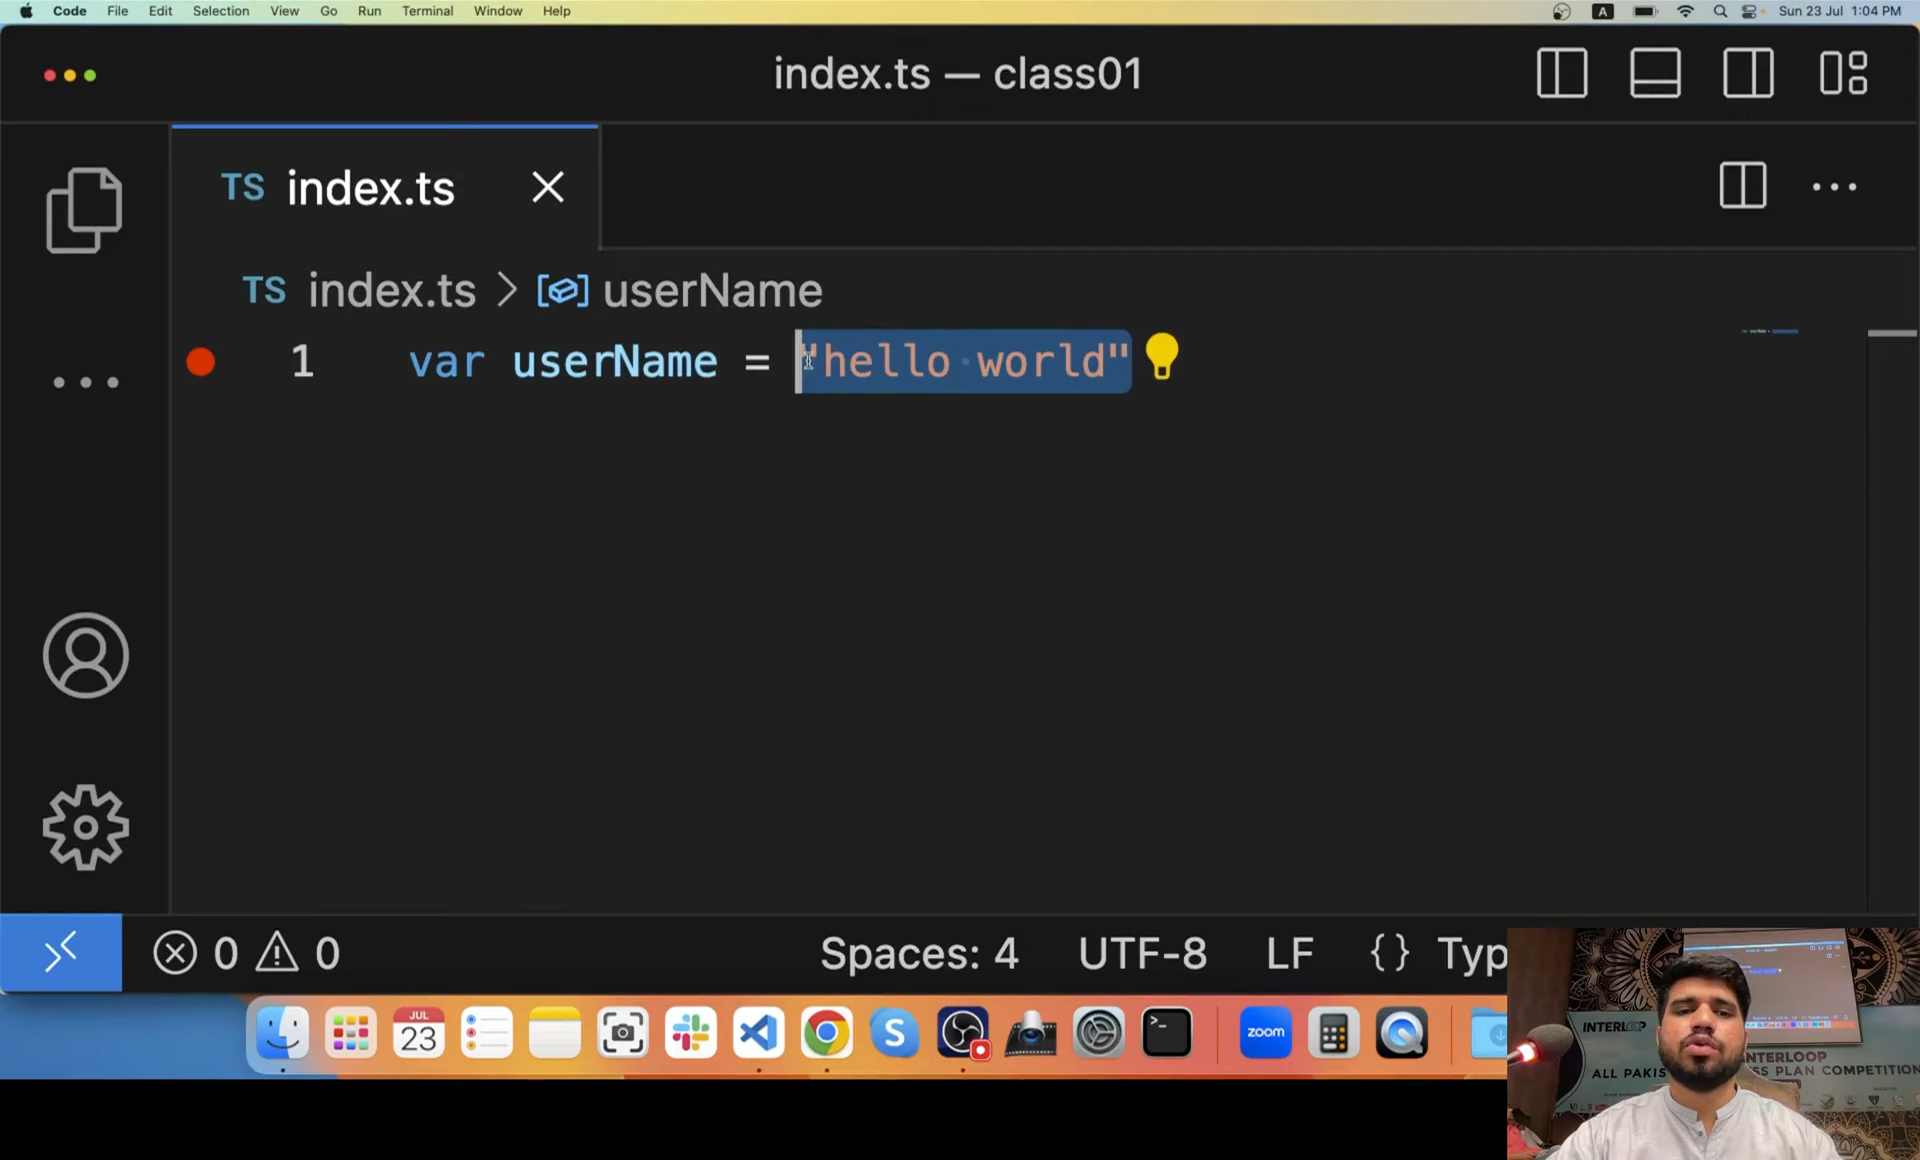 Code File Edit Selection View Go Run Terminal Window Help A Sun 23 Jul 1:04 PM
index.ts — class01
TS index.ts
TS index.ts > userName
1 var userName = "hello world"
0 0 Spaces: 4 UTF-8 LF {} Typ
JUL
23
S
zoom
INTERLOOP
INTERLOOP
ALL PAKIS SS PLAN COMPETITION